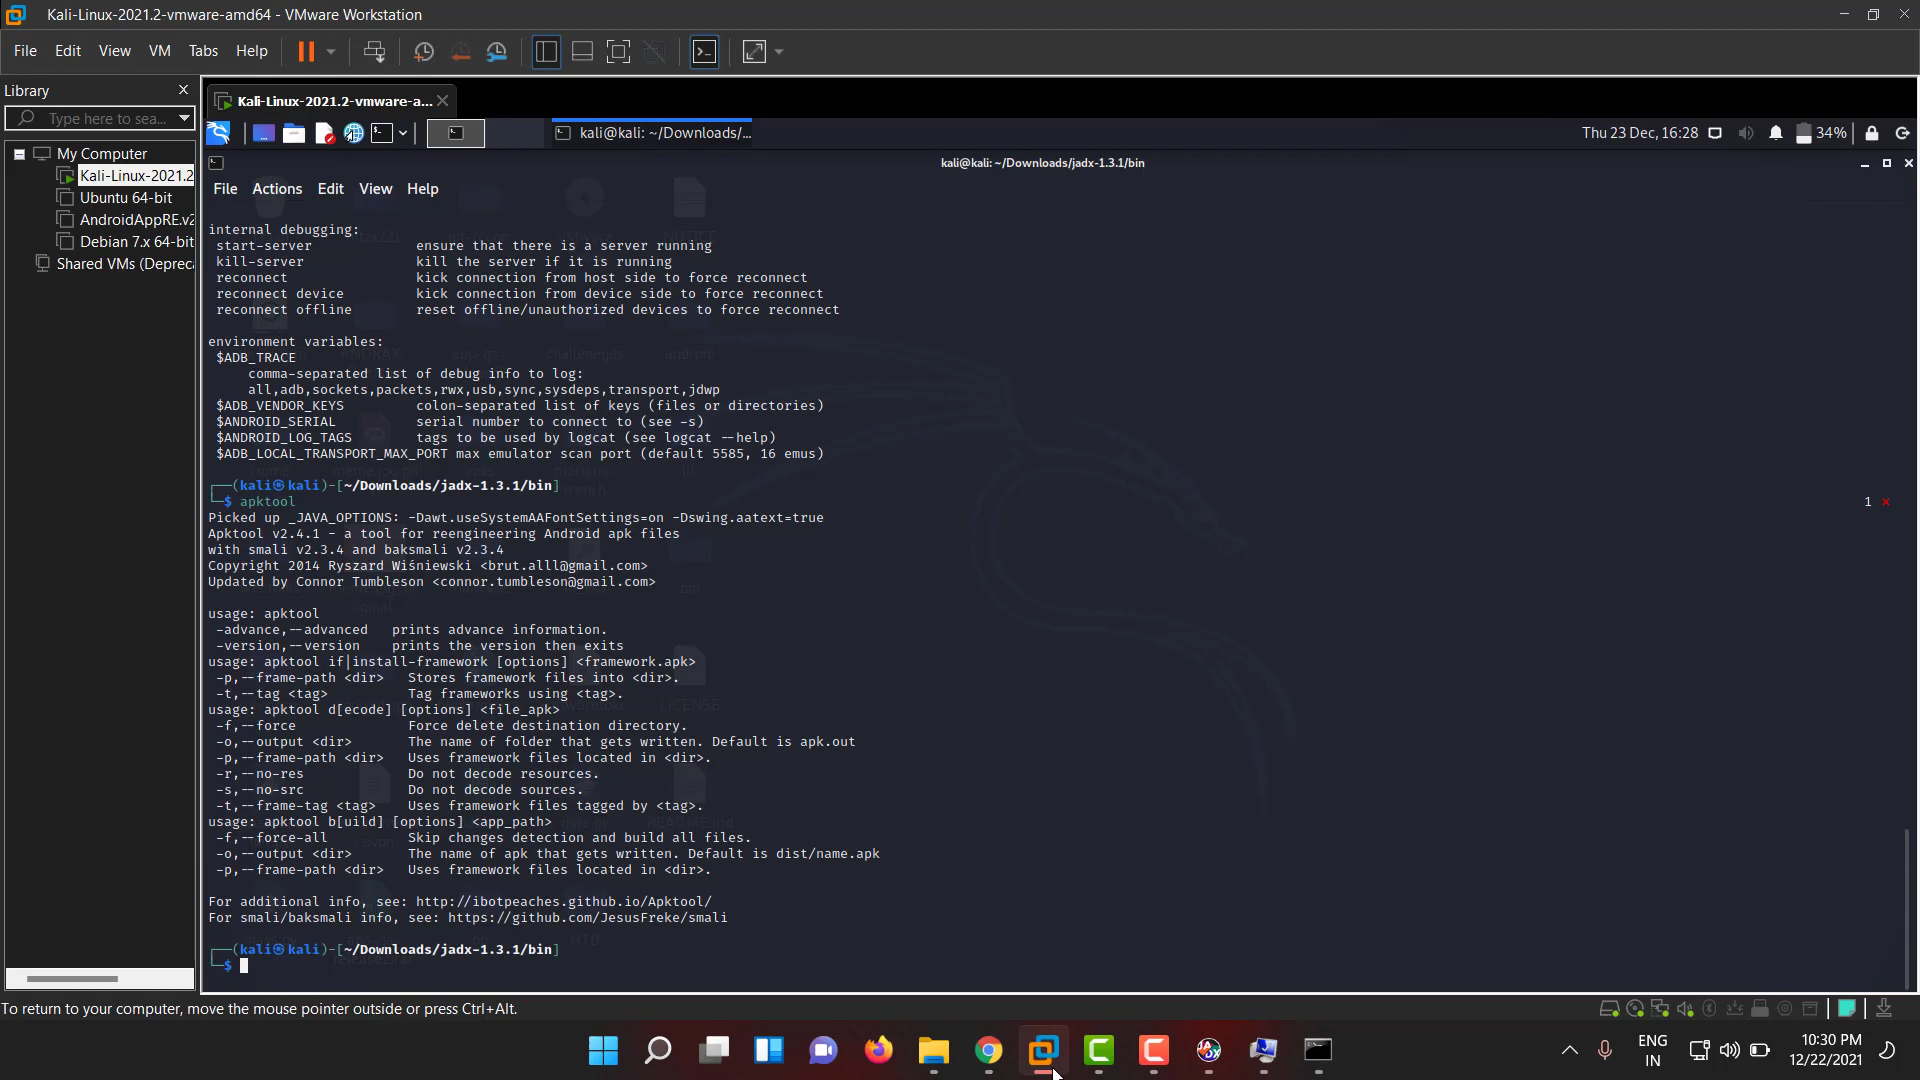 Kali-Linux-2021.2-vmware-amd64 - VMware Workstation
File Edit View VM Tabs Help
Library
Type here to sea...
My Computer
Kali-Linux-2021.2
Ubuntu 64-bit
AndroidAppRE.v2
Debian 7.x 64-bit
Shared VMs (Depreca
Kali-Linux-2021.2-vmware-a...
kali@kali: ~/Downloads/...
Thu 23 Dec, 16:28
34%
kali@kali: ~/Downloads/jadx-1.3.1/bin
File Actions Edit View Help
internal debugging:
start-server ensure that there is a server running
kill-server kill the server if it is running
reconnect kick connection from host side to force reconnect
reconnect device kick connection from device side to force reconnect
reconnect offline reset offline/unauthorized devices to force reconnect
environment variables:
$ADB_TRACE
comma-separated list of debug info to log:
all,adb,sockets,packets,rwx,usb,sync,sysdeps,transport,jdwp
$ADB_VENDOR_KEYS colon-separated list of keys (files or directories)
$ANDROID_SERIAL serial number to connect to (see -s)
$ANDROID_LOG_TAGS tags to be used by logcat (see logcat --help)
$ADB_LOCAL_TRANSPORT_MAX_PORT max emulator scan port (default 5585, 16 emus)
┌──(kali㉿kali)-[~/Downloads/jadx-1.3.1/bin]
└─$ apktool 1 ⨯
Picked up _JAVA_OPTIONS: -Dawt.useSystemAAFontSettings=on -Dswing.aatext=true
Apktool v2.4.1 - a tool for reengineering Android apk files
with smali v2.3.4 and baksmali v2.3.4
Copyright 2014 Ryszard Wiśniewski <brut.alll@gmail.com>
Updated by Connor Tumbleson <connor.tumbleson@gmail.com>
usage: apktool
-advance,--advanced prints advance information.
-version,--version prints the version then exits
usage: apktool if|install-framework [options] <framework.apk>
-p,--frame-path <dir> Stores framework files into <dir>.
-t,--tag <tag> Tag frameworks using <tag>.
usage: apktool d[ecode] [options] <file_apk>
-f,--force Force delete destination directory.
-o,--output <dir> The name of folder that gets written. Default is apk.out
-p,--frame-path <dir> Uses framework files located in <dir>.
-r,--no-res Do not decode resources.
-s,--no-src Do not decode sources.
-t,--frame-tag <tag> Uses framework files tagged by <tag>.
usage: apktool b[uild] [options] <app_path>
-f,--force-all Skip changes detection and build all files.
-o,--output <dir> The name of apk that gets written. Default is dist/name.apk
-p,--frame-path <dir> Uses framework files located in <dir>.
For additional info, see: http://ibotpeaches.github.io/Apktool/
For smali/baksmali info, see: https://github.com/JesusFreke/smali
┌──(kali㉿kali)-[~/Downloads/jadx-1.3.1/bin]
└─$
To return to your computer, move the mouse pointer outside or press Ctrl+Alt.
ENG
IN
10:30 PM
12/22/2021